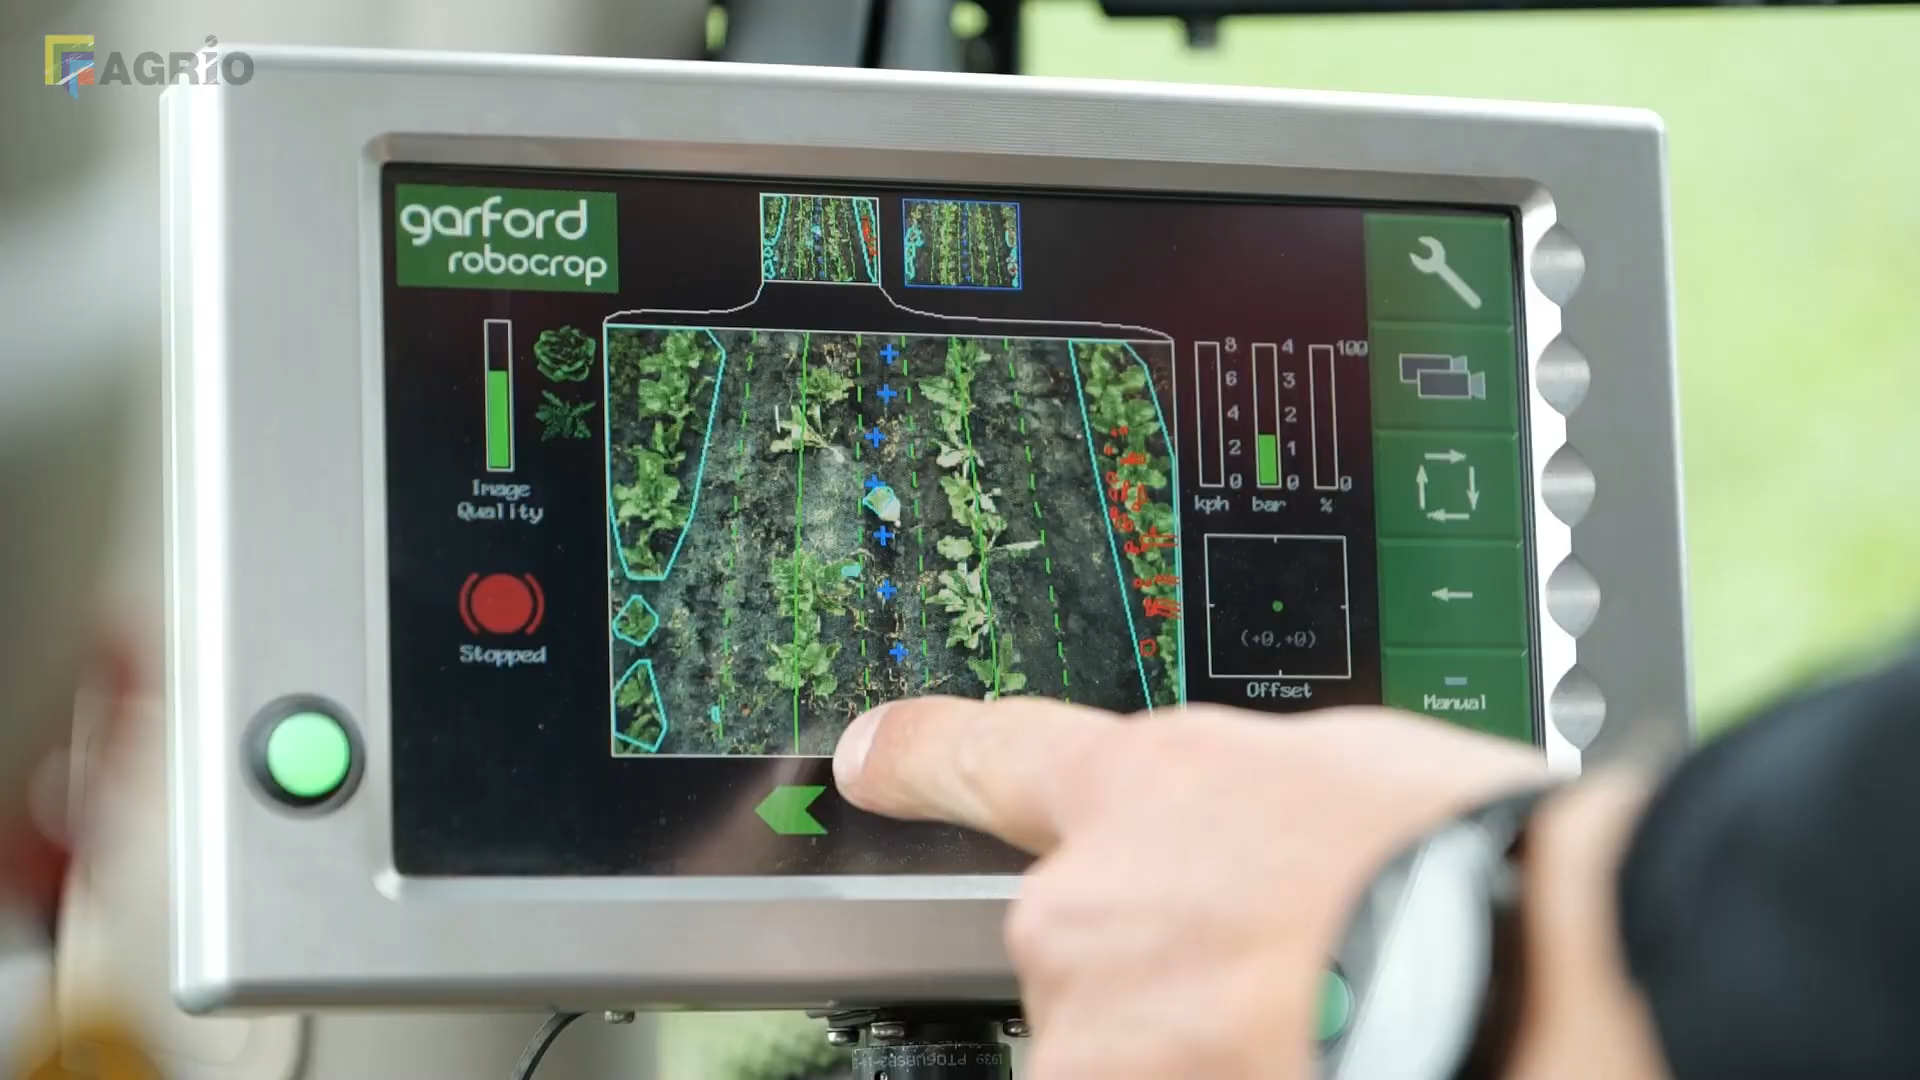 AGRIO
garford
robocrop
Image
Quality
Stopped
8
6
4
2
0
kph
4
3
2
1
0
bar
100
0
%
(+0,+0)
Offset
Manual